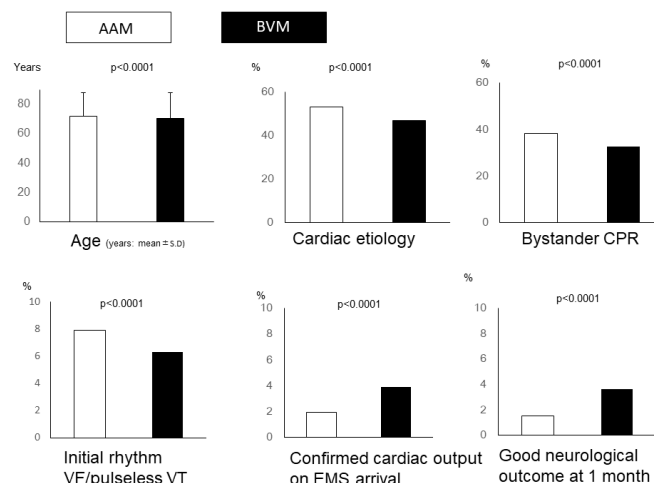 AAM
BVM
Years
p<0.0001
80
60
40
20
0
Age (years: mean ± S.D)
%
p<0.0001
60
40
20
0
Cardiac etiology
%
p<0.0001
60
40
20
0
Bystander CPR
%
p<0.0001
10
8
6
4
2
0
Initial rhythm
VF/pulseless VT
%
p<0.0001
10
8
6
4
2
0
Confirmed cardiac output
on EMS arrival
%
p<0.0001
10
8
6
4
2
0
Good neurological
outcome at 1 month